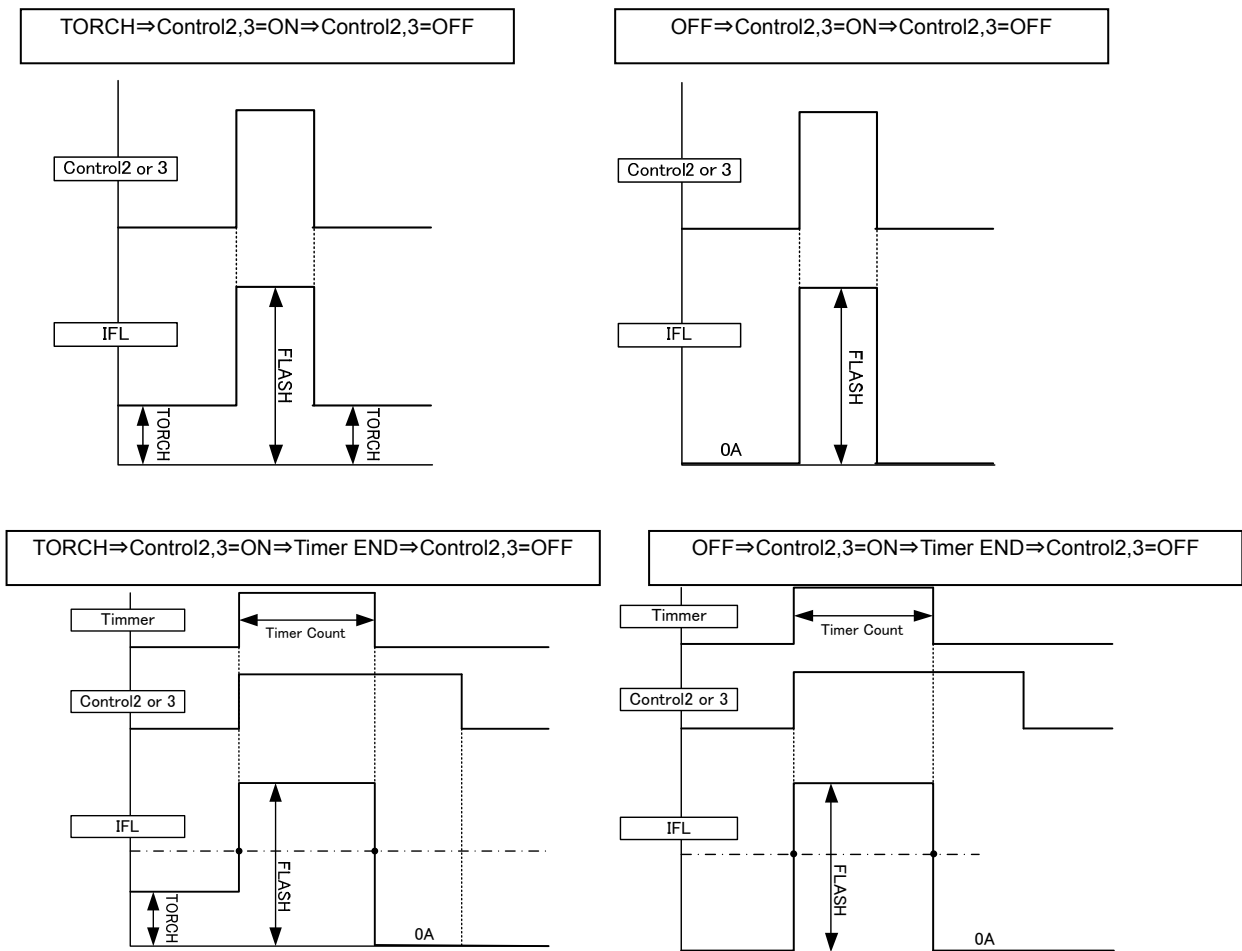 TORCH⇒Control2,3=ON⇒Control2,3=OFF
Control2 or 3
IFL
TORCH
FLASH
TORCH
OFF⇒Control2,3=ON⇒Control2,3=OFF
Control2 or 3
IFL
0A
FLASH
TORCH⇒Control2,3=ON⇒Timer END⇒Control2,3=OFF
Timmer
Timer Count
Control2 or 3
IFL
TORCH
FLASH
0A
OFF⇒Control2,3=ON⇒Timer END⇒Control2,3=OFF
Timmer
Timer Count
Control2 or 3
IFL
FLASH
0A